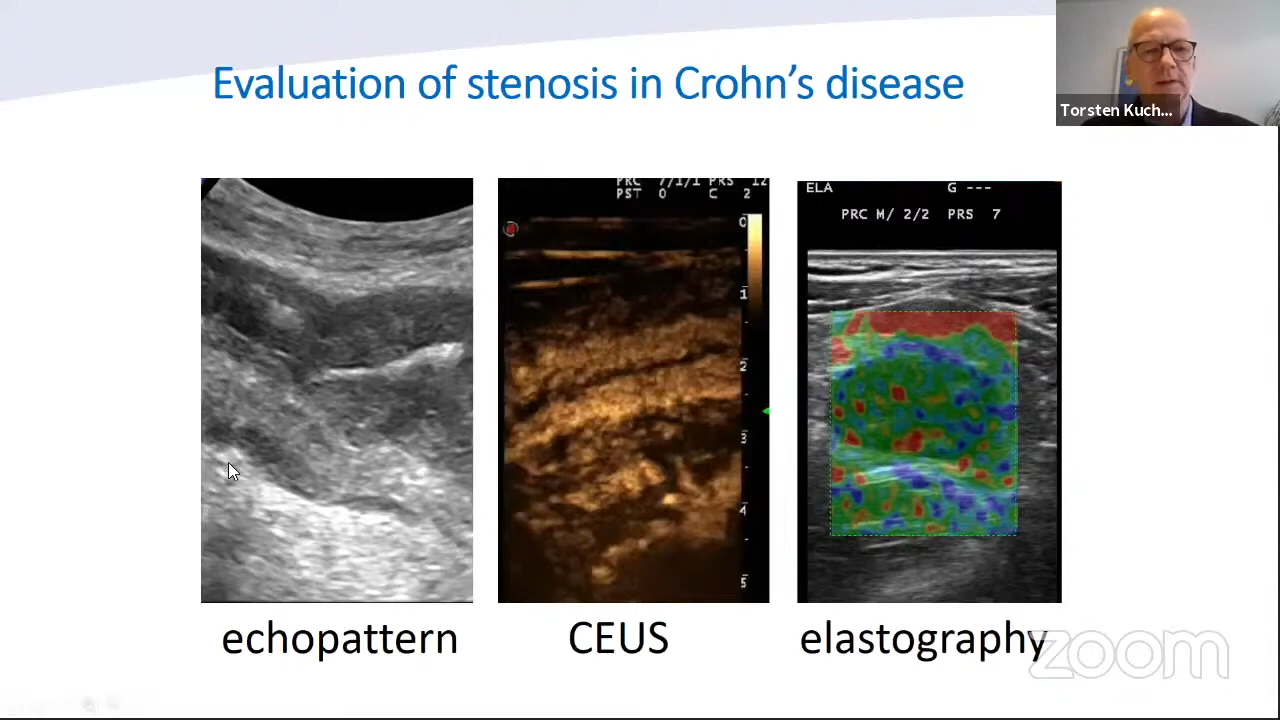 Evaluation of stenosis in Crohn’s disease
Torsten Kuch...
PRC 7/1/1 PRS 12
PST 0 C 2
0
1
2
3
4
5
ELA G ---
PRC M/ 2/2 PRS 7
echopattern
CEUS
elastography
zoom